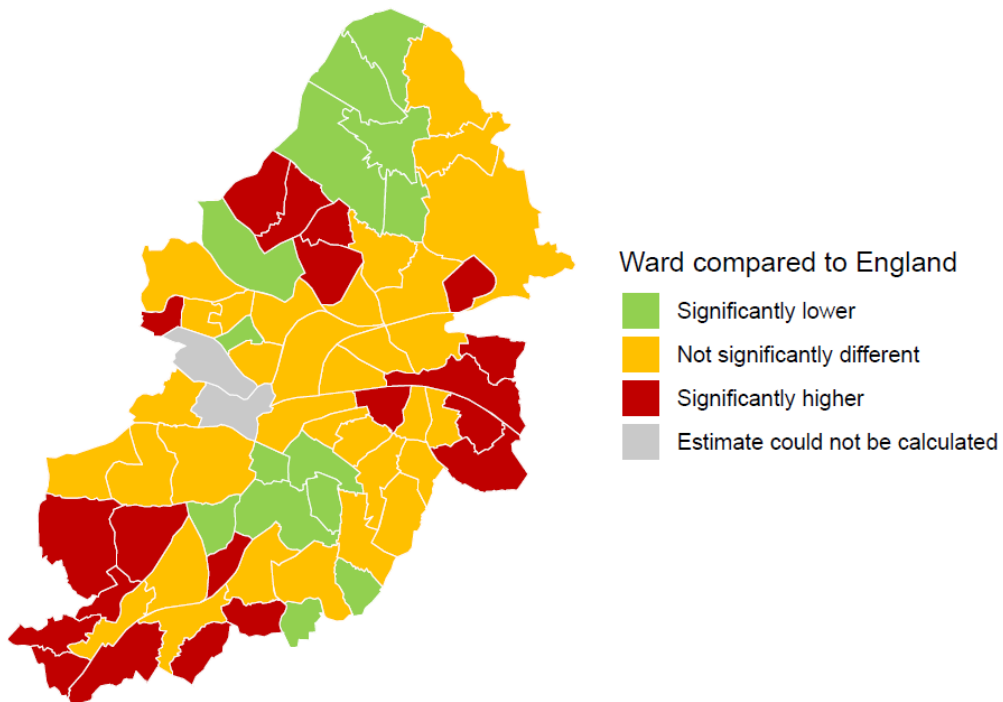 Ward compared to England
Significantly lower
Not significantly different
Significantly higher
Estimate could not be calculated